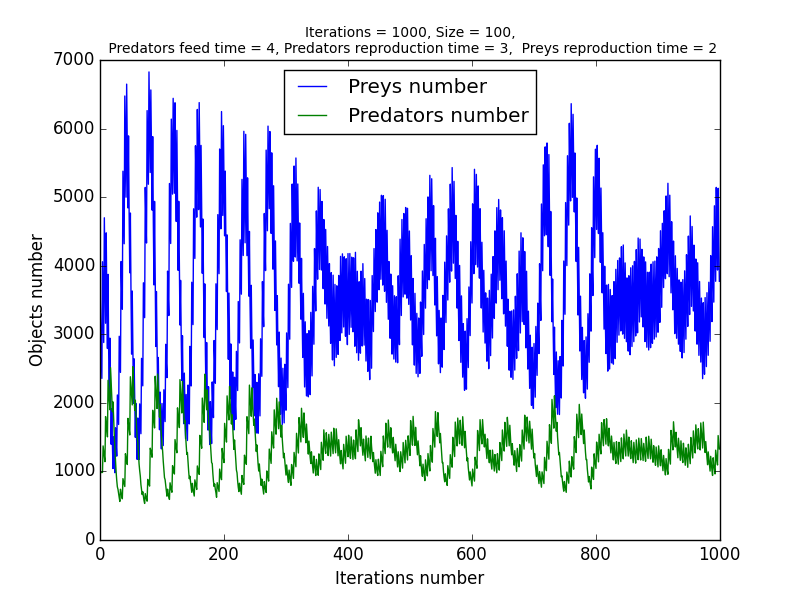 Iterations = 1000, Size = 100,
Predators feed time = 4, Predators reproduction time = 3,  Preys reproduction time = 2
Preys number
Predators number
7000
6000
5000
4000
3000
2000
1000
0
Objects number
0 200 400 600 800 1000
Iterations number